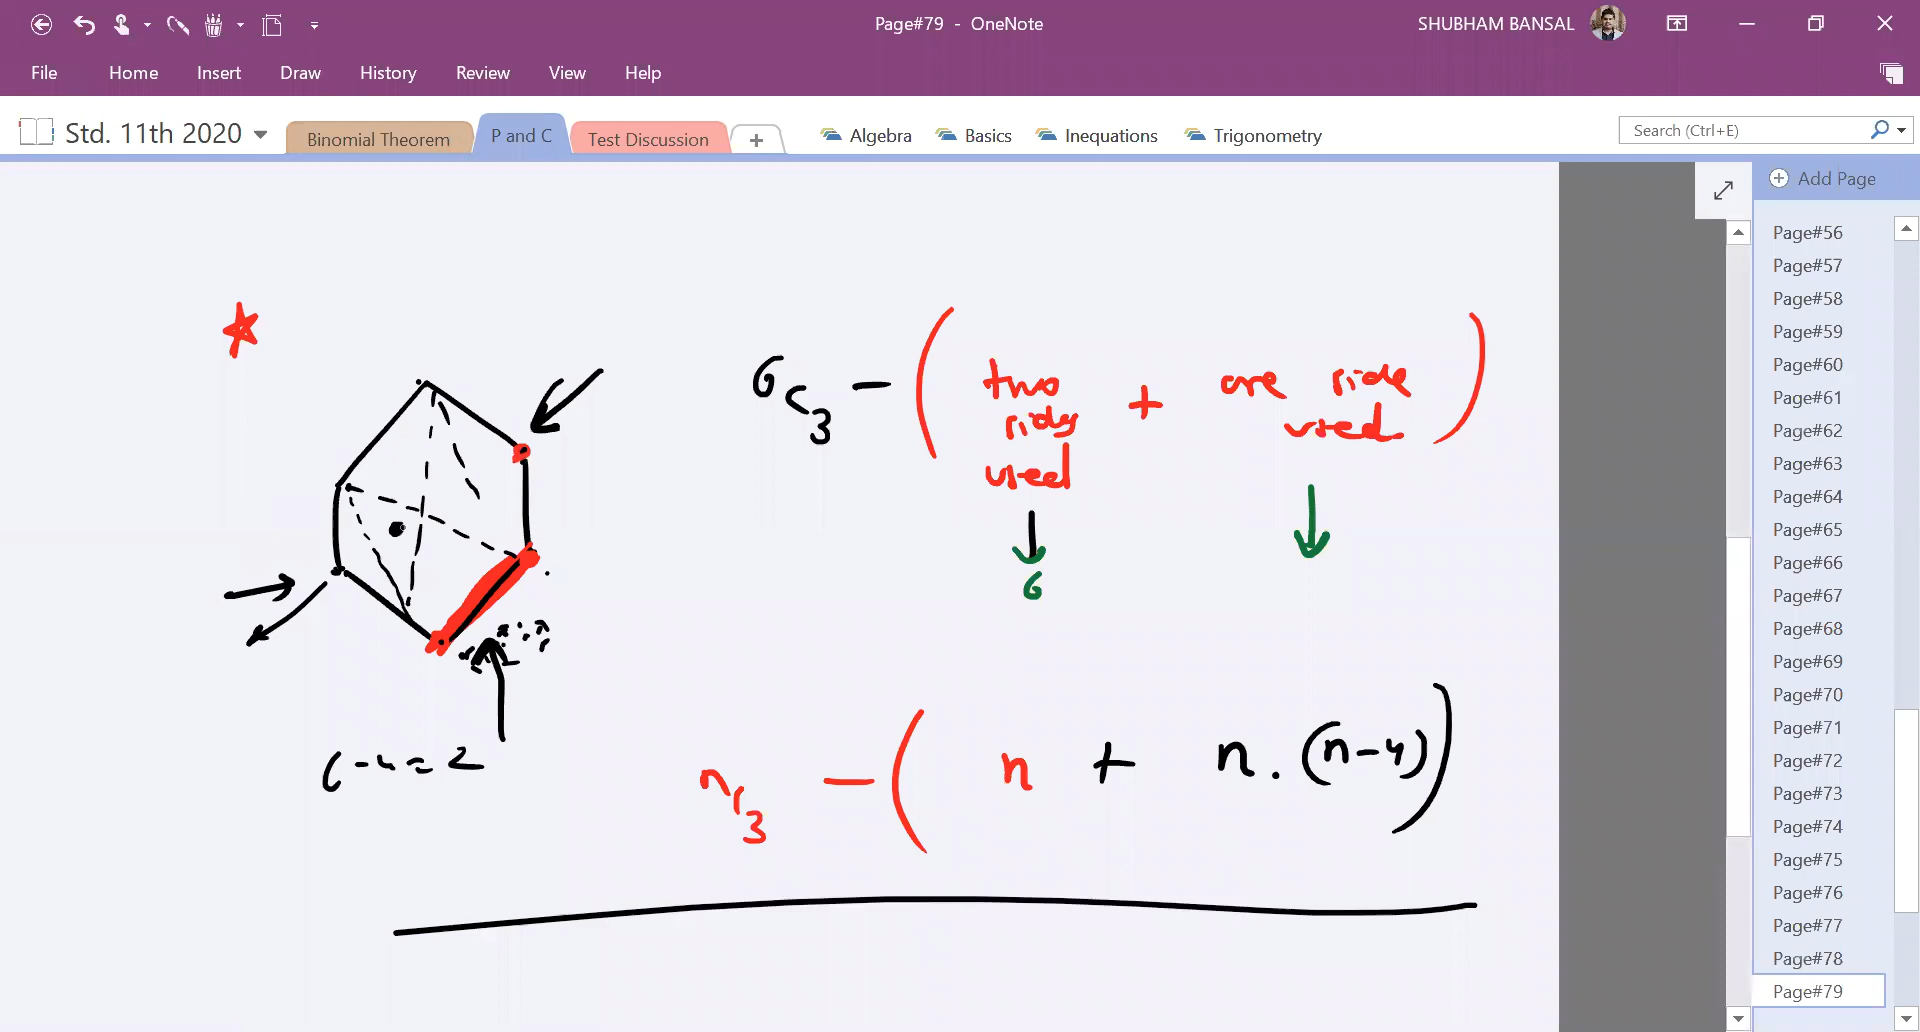 Page#79 - OneNote
SHUBHAM BANSAL
File Home Insert Draw History Review View Help
Std. 11th 2020
Binomial Theorem
P and C
Test Discussion
Algebra
Basics
Inequations
Trigonometry
Search (Ctrl+E)
Add Page
Page#56
Page#57
Page#58
Page#59
Page#60
Page#61
Page#62
Page#63
Page#64
Page#65
Page#66
Page#67
Page#68
Page#69
Page#70
Page#71
Page#72
Page#73
Page#74
Page#75
Page#76
Page#77
Page#78
Page#79
6c3 - ( two sides used + one side used )
6
6-4=2
nc3 - ( n + n.(n-4) )